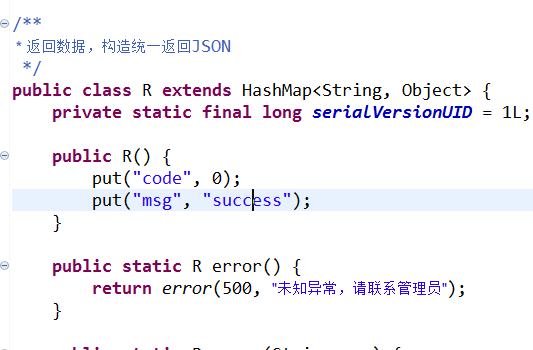 /**
* 返回数据，构造统一返回JSON
*/
public class R extends HashMap<String, Object> {
private static final long serialVersionUID = 1L;
public R() {
put("code", 0);
put("msg", "success");
}
public static R error() {
return error(500, "未知异常，请联系管理员");
}